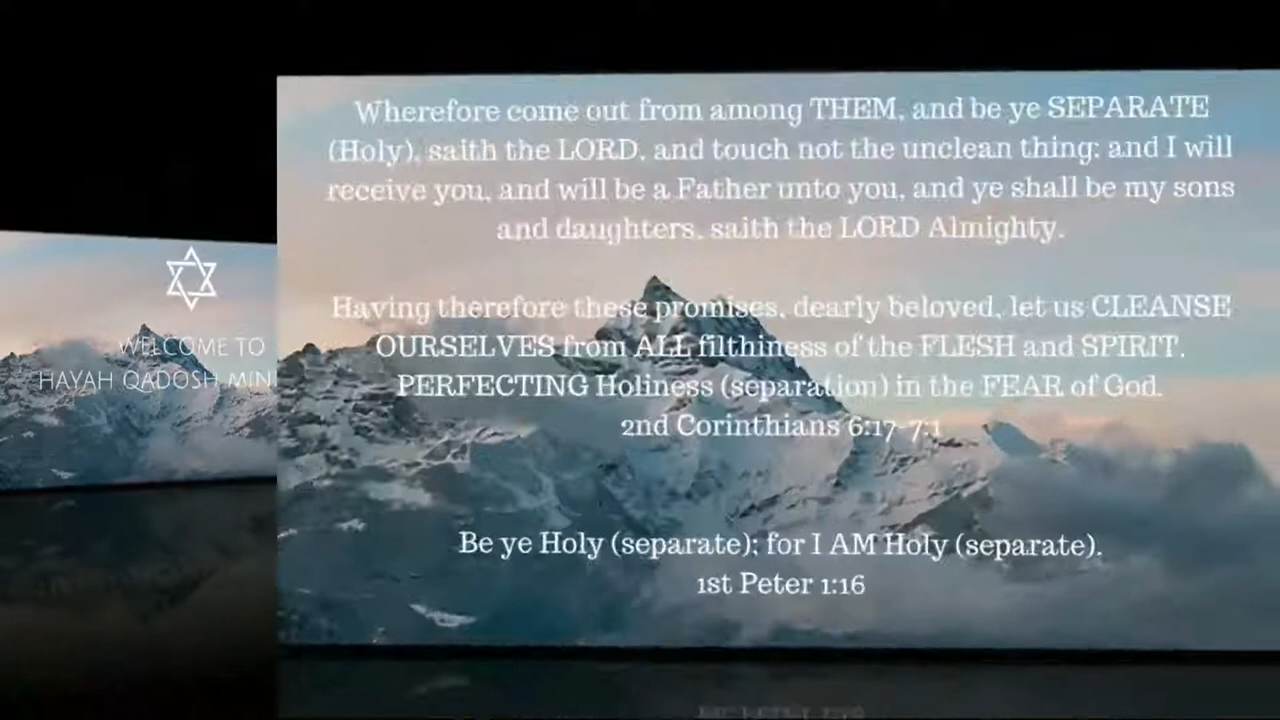 WELCOME TO
HAYAH QADOSH MIN
Wherefore come out from among THEM, and be ye SEPARATE
(Holy), saith the LORD, and touch not the unclean thing; and I will
receive you, and will be a Father unto you, and ye shall be my sons
and daughters, saith the LORD Almighty.
Having therefore these promises, dearly beloved, let us CLEANSE
OURSELVES from ALL filthiness of the FLESH and SPIRIT,
PERFECTING Holiness (separation) in the FEAR of God.
2nd Corinthians 6:17-7:1
Be ye Holy (separate); for I AM Holy (separate).
1st Peter 1:16